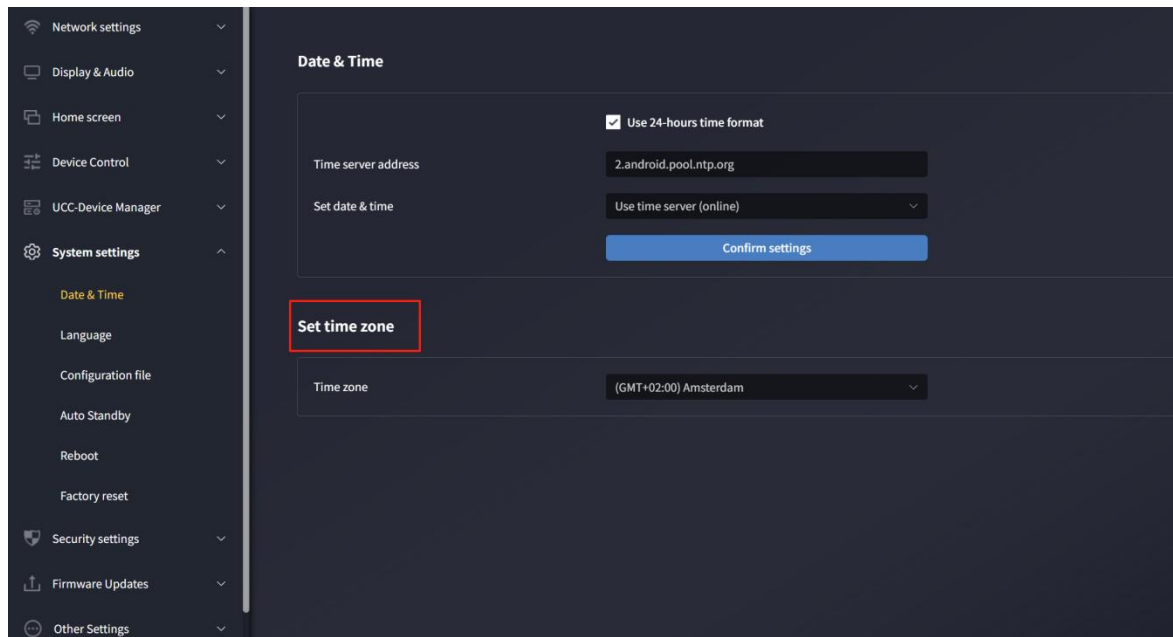 Network settings
Display & Audio
Home screen
Device Control
UCC-Device Manager
System settings
Date & Time
Language
Configuration file
Auto Standby
Reboot
Factory reset
Security settings
Firmware Updates
Other Settings
Date & Time
Use 24-hours time format
Time server address
2.android.pool.ntp.org
Set date & time
Use time server (online)
Confirm settings
Set time zone
Time zone
(GMT+02:00) Amsterdam